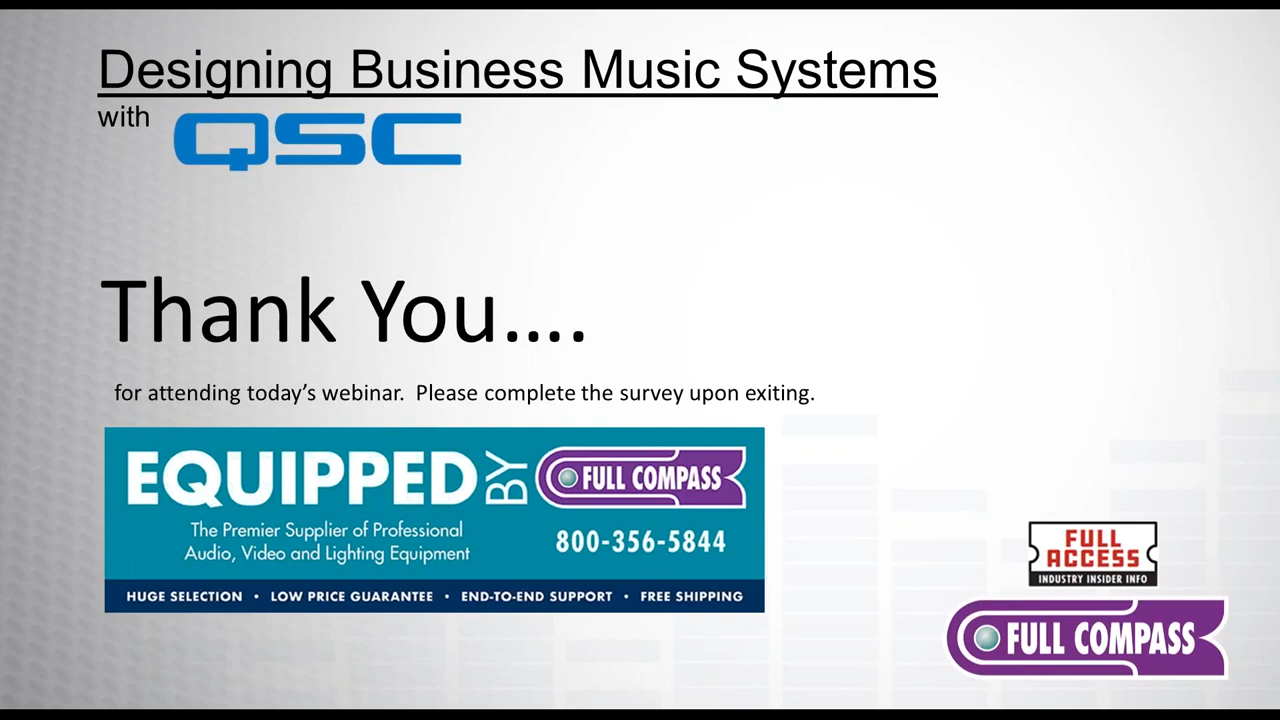 Designing Business Music Systems
with QSC
Thank You....
for attending today's webinar.  Please complete the survey upon exiting.
EQUIPPED BY FULL COMPASS
The Premier Supplier of Professional
Audio, Video and Lighting Equipment
800-356-5844
HUGE SELECTION • LOW PRICE GUARANTEE • END-TO-END SUPPORT • FREE SHIPPING
FULL
ACCESS
INDUSTRY INSIDER INFO
FULL COMPASS